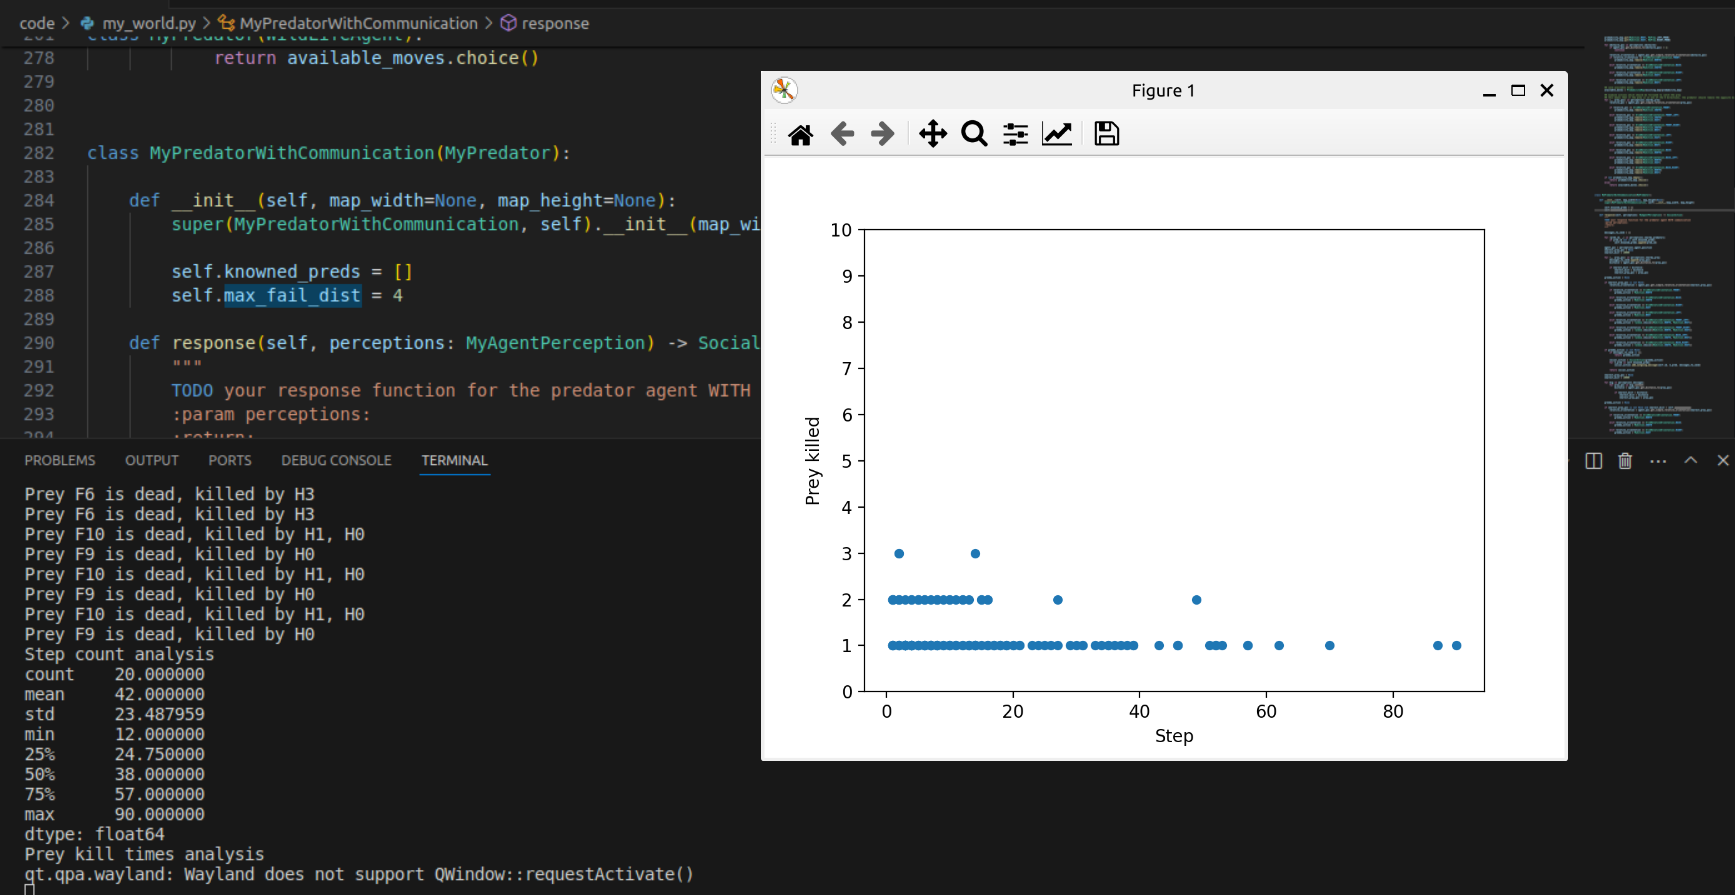 code > my_world.py > MyPredatorWithCommunication > response
261 class MyPredator(WildLifeAgent):
278 return available_moves.choice()
279
280
281
282 class MyPredatorWithCommunication(MyPredator):
283
284 def __init__(self, map_width=None, map_height=None):
285 super(MyPredatorWithCommunication, self).__init__(map_wi
286
287 self.knowned_preds = []
288 self.max_fail_dist = 4
289
290 def response(self, perceptions: MyAgentPerception) -> Social
291 """
292 TODO your response function for the predator agent WITH
293 :param perceptions:
294 :return:
PROBLEMS OUTPUT PORTS DEBUG CONSOLE TERMINAL
Prey F6 is dead, killed by H3
Prey F6 is dead, killed by H3
Prey F10 is dead, killed by H1, H0
Prey F9 is dead, killed by H0
Prey F10 is dead, killed by H1, H0
Prey F9 is dead, killed by H0
Prey F10 is dead, killed by H1, H0
Prey F9 is dead, killed by H0
Step count analysis
count 20.000000
mean 42.000000
std 23.487959
min 12.000000
25% 24.750000
50% 38.000000
75% 57.000000
max 90.000000
dtype: float64
Prey kill times analysis
qt.qpa.wayland: Wayland does not support QWindow::requestActivate()
Figure 1
10
9
8
7
6
5
4
3
2
1
0
Prey killed
0 20 40 60 80
Step